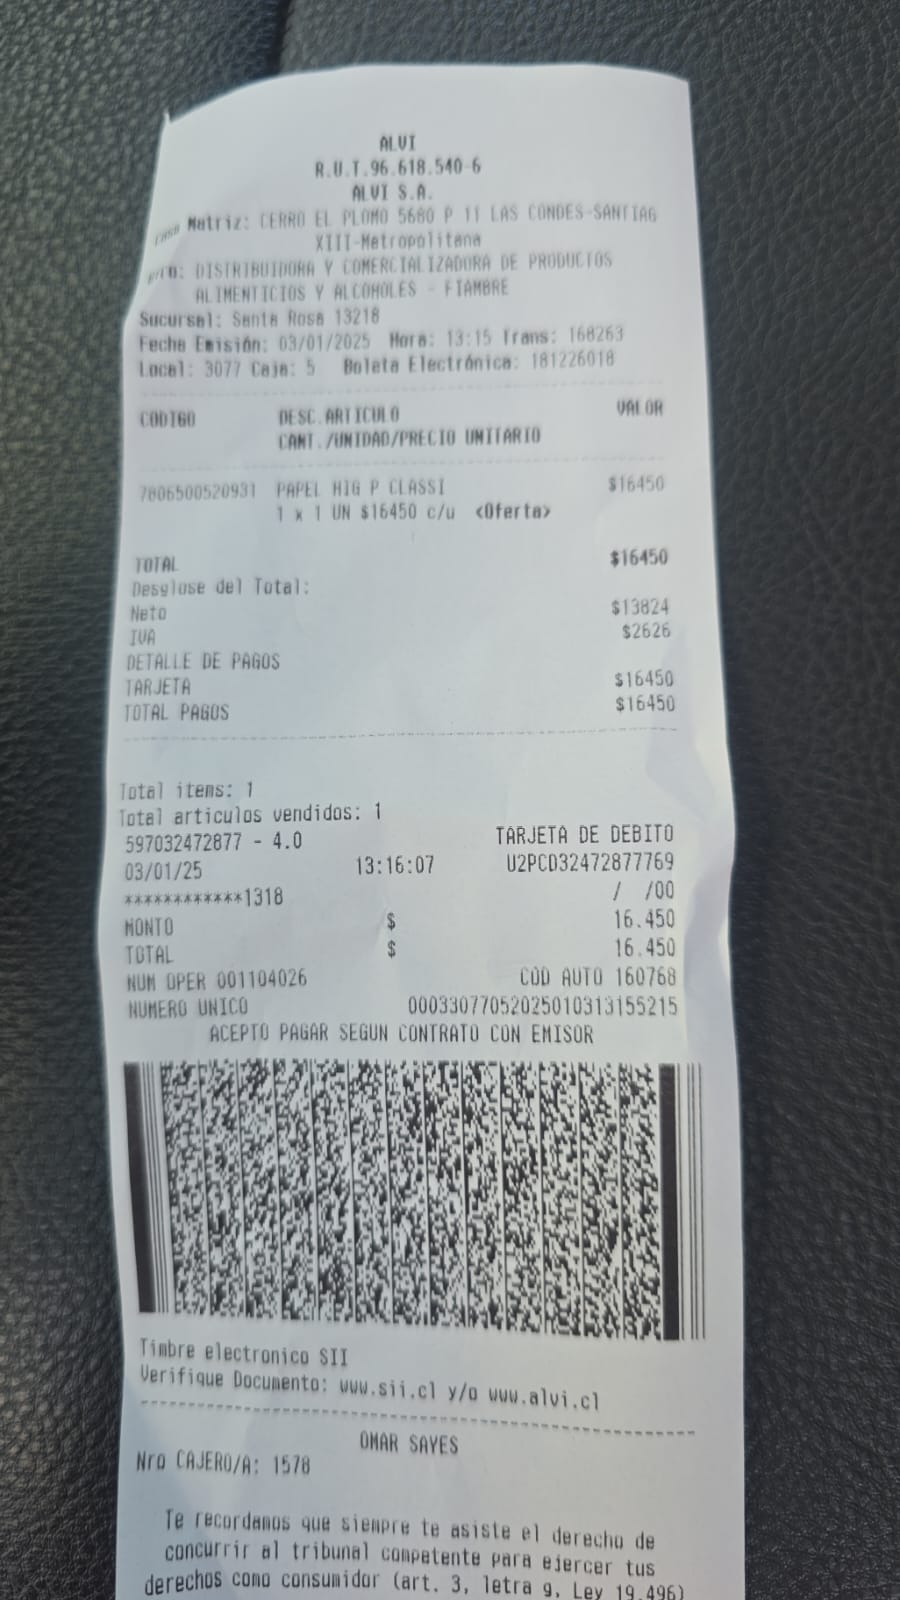 ALVI
R.U.T.96.618.540-6
ALVI S.A.
Casa Matriz: CERRO EL PLOMO 5680 P 11 LAS CONDES-SANTIAG
XIII-Metropolitana
DISTRIBUIDORA Y COMERCIALIZADORA DE PRODUCTOS
ALIMENTICIOS Y ALCOHOLES - FIAMBRE
Sucursal: Santa Rosa 13218
Fecha Emisión: 03/01/2025 Hora: 13:15 Trans: 168263
Local: 3077 Caja: 5 Boleta Electrónica: 181226018
CODIGO DESC.ARTICULO VALOR
CANT./UNIDAD/PRECIO UNITARIO
7806500520931 PAPEL HIG P CLASSI $16450
1 x 1 UN $16450 c/u <Oferta>
TOTAL $16450
Desglose del Total:
Neto $13824
IVA $2626
DETALLE DE PAGOS
TARJETA $16450
TOTAL PAGOS $16450
Total items: 1
Total articulos vendidos: 1
597032472877 - 4.0 TARJETA DE DEBITO
03/01/25 13:16:07 U2PCD32472877769
************1318 / /00
MONTO $ 16.450
TOTAL $ 16.450
NUM OPER 001104026 COD AUTO 160768
NUMERO UNICO 00033077052025010313155215
ACEPTO PAGAR SEGUN CONTRATO CON EMISOR
Timbre electronico SII
Verifique Documento: www.sii.cl y/o www.alvi.cl
OMAR SAYES
Nro CAJERO/A: 1578
Te recordamos que siempre te asiste el derecho de
concurrir al tribunal competente para ejercer tus
derechos como consumidor (art. 3, letra g, Ley 19.496)